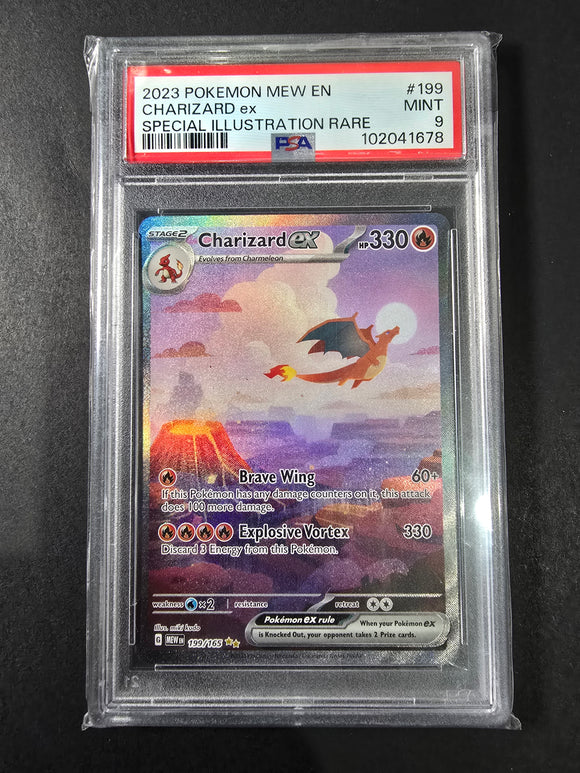 2023 POKEMON MEW EN #199
CHARIZARD ex MINT
SPECIAL ILLUSTRATION RARE 9
PSA 102041678
STAGE2 Charizard ex HP330
Evolves from Charmeleon
Brave Wing 60+
If this Pokémon has any damage counters on it, this attack
does 100 more damage.
Explosive Vortex 330
Discard 3 Energy from this Pokémon.
weakness ×2 resistance retreat
Pokémon ex rule When your Pokémon ex
is Knocked Out, your opponent takes 2 Prize cards.
Illus. miki kudo
G MEW EN 199/165